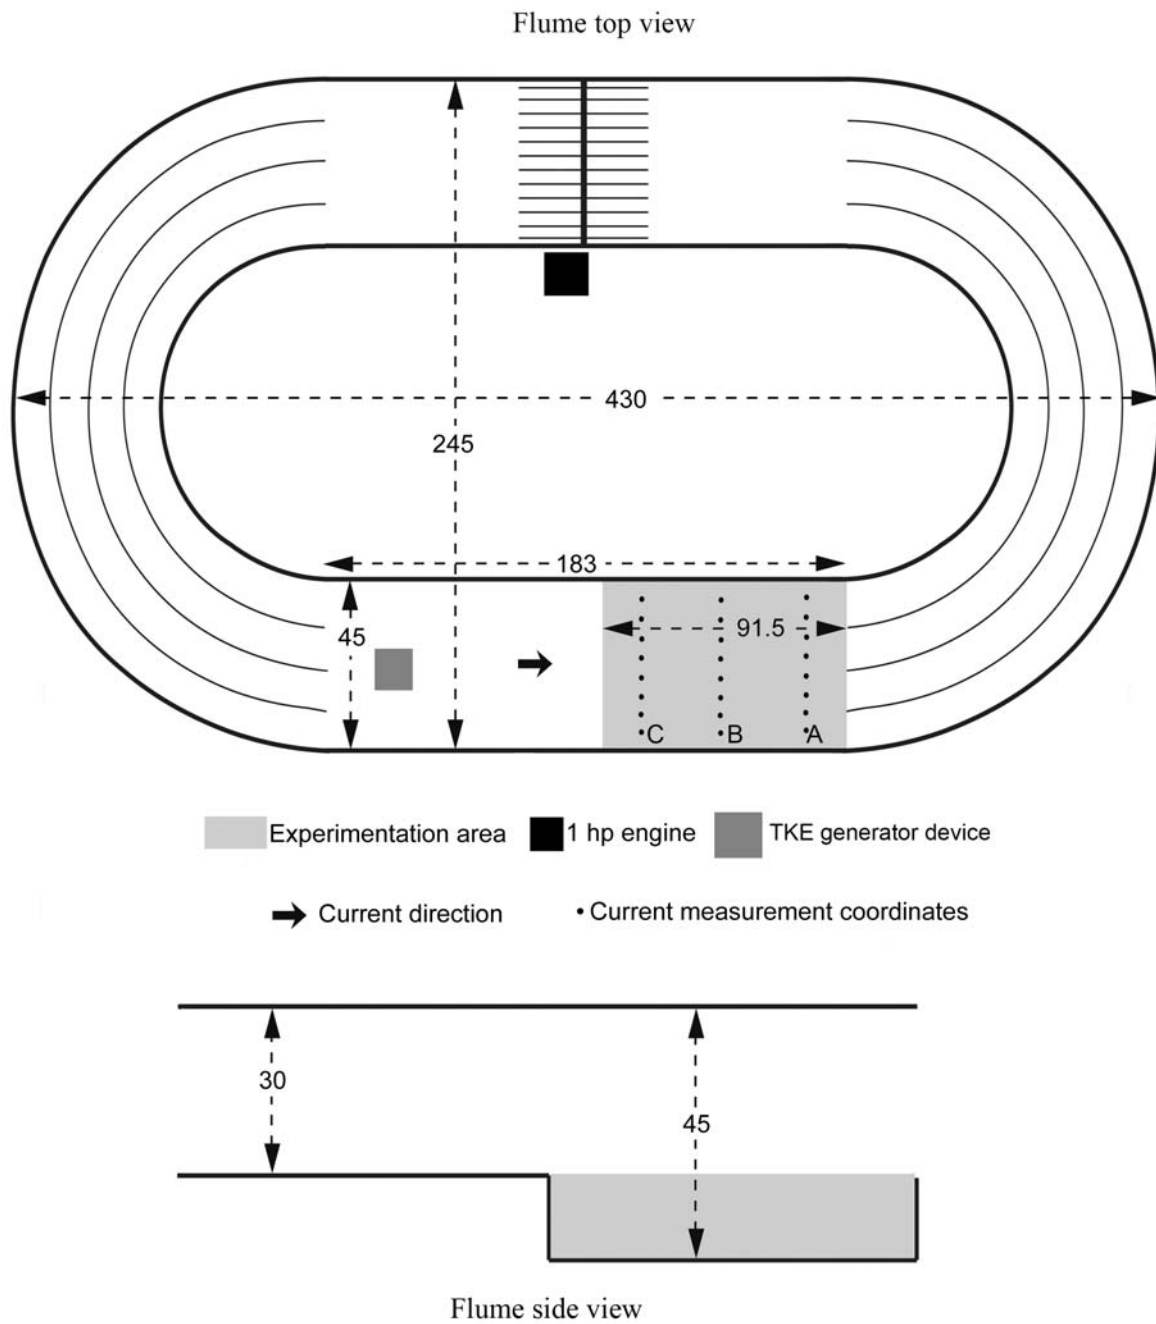 Flume top view
430
245
183
45
91.5
C
B
A
Experimentation area
1 hp engine
TKE generator device
Current direction
Current measurement coordinates
30
45
Flume side view